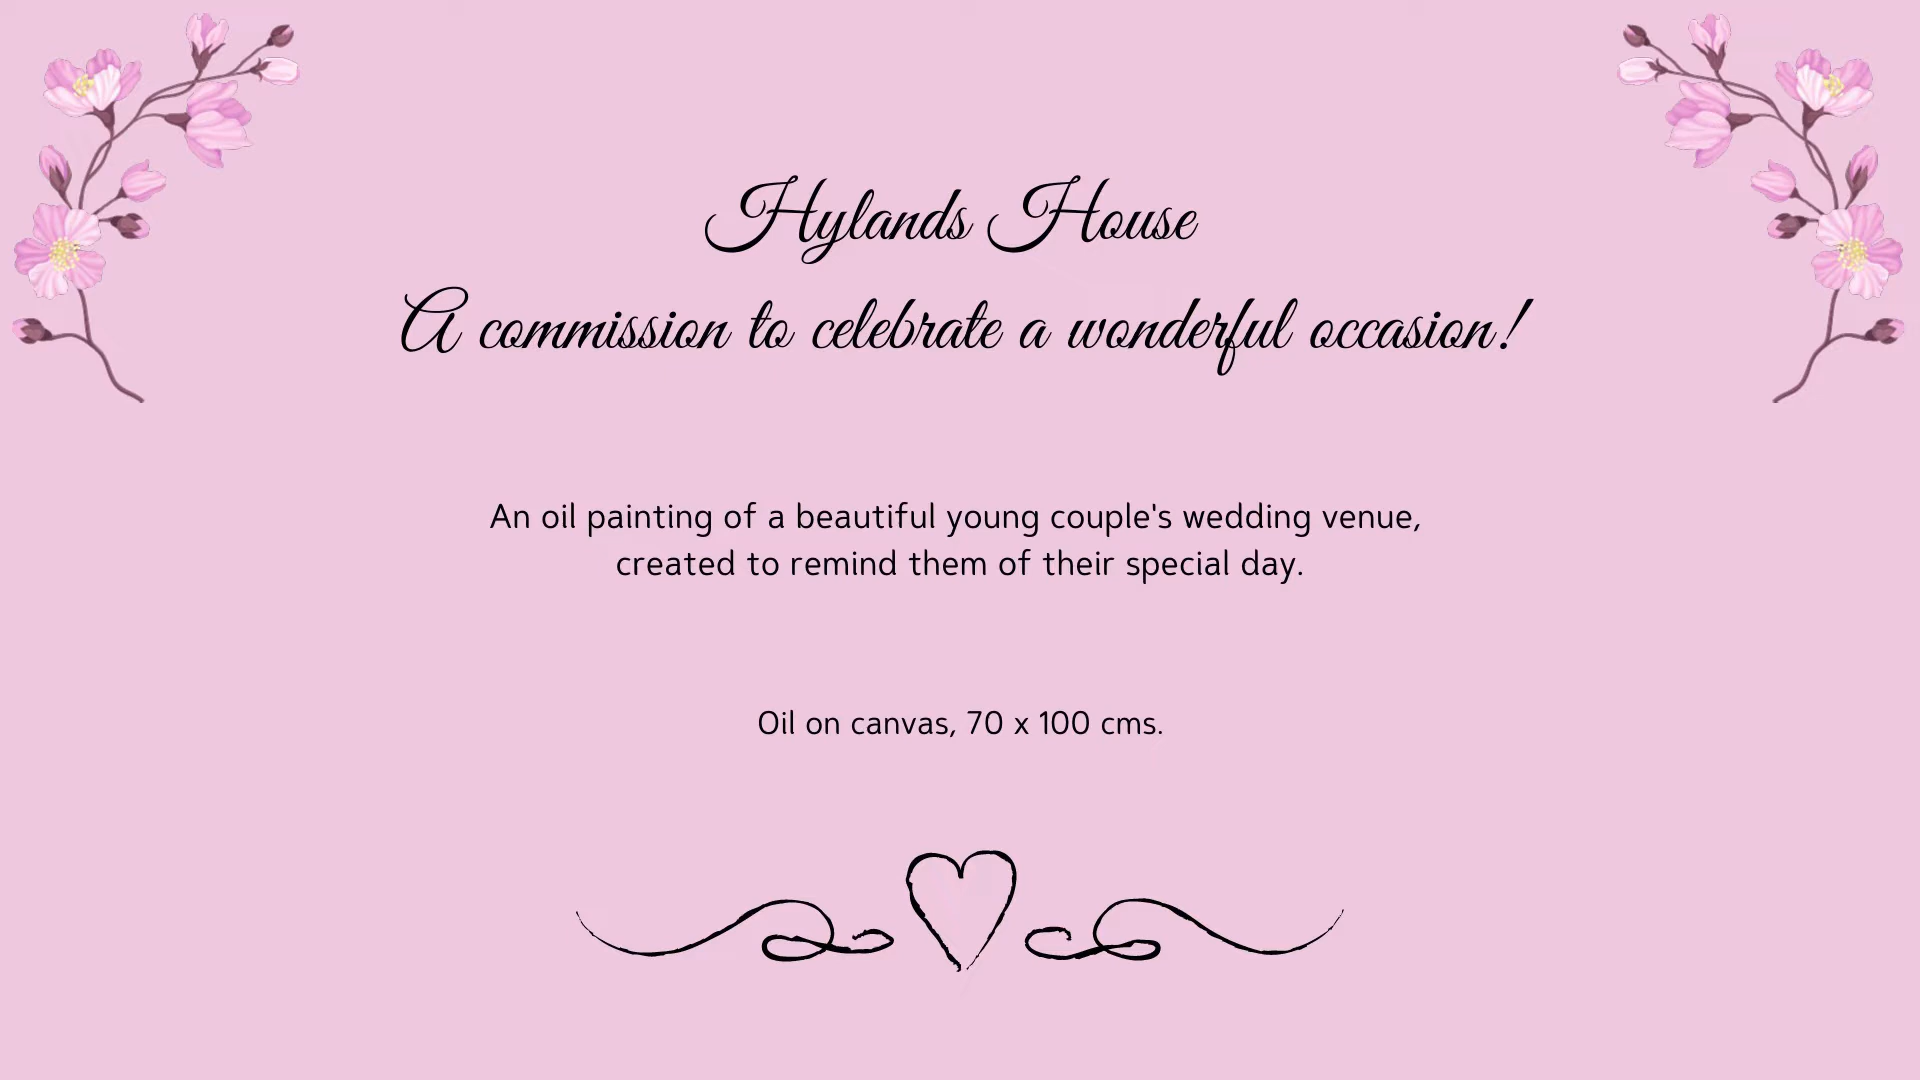 Hylands House
A commission to celebrate a wonderful occasion!
An oil painting of a beautiful young couple's wedding venue,
created to remind them of their special day.
Oil on canvas, 70 x 100 cms.